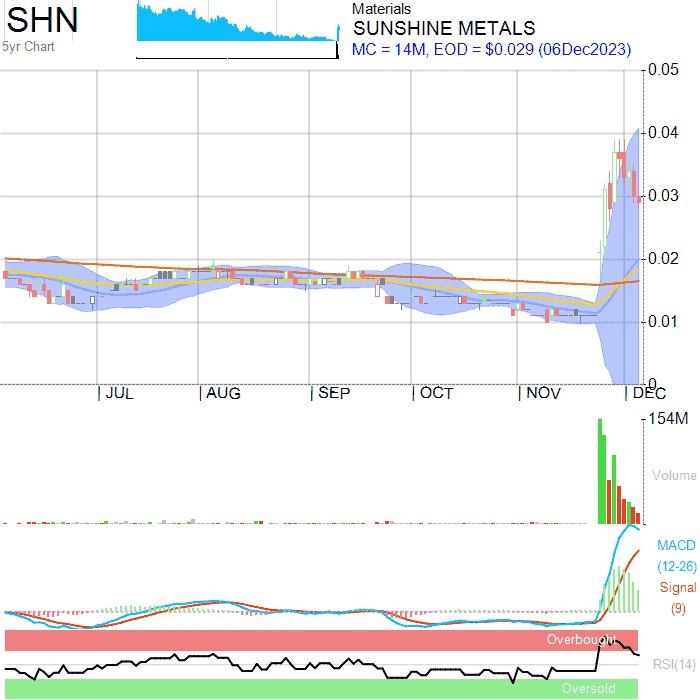 SHN
5yr Chart
Materials
SUNSHINE METALS
MC = 14M, EOD = $0.029 (06Dec2023)
0.05
0.04
0.03
0.02
0.01
0
JUL AUG SEP OCT NOV DEC
154M
Volume
MACD
(12-26)
Signal
(9)
Overbought
RSI(14)
Oversold